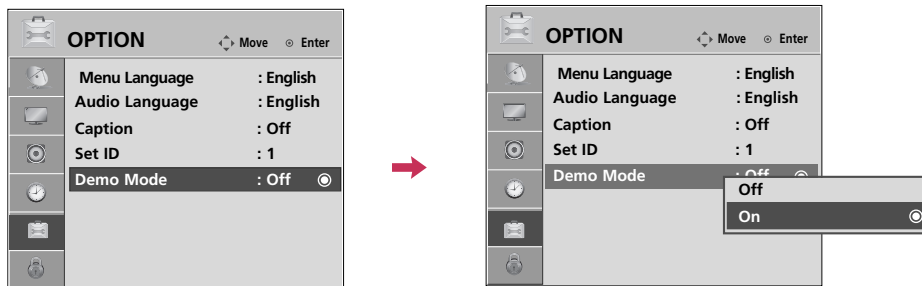 OPTION Move Enter
Menu Language : English
Audio Language : English
Caption : Off
Set ID : 1
Demo Mode : Off
OPTION Move Enter
Menu Language : English
Audio Language : English
Caption : Off
Set ID : 1
Demo Mode : Off
Off
On